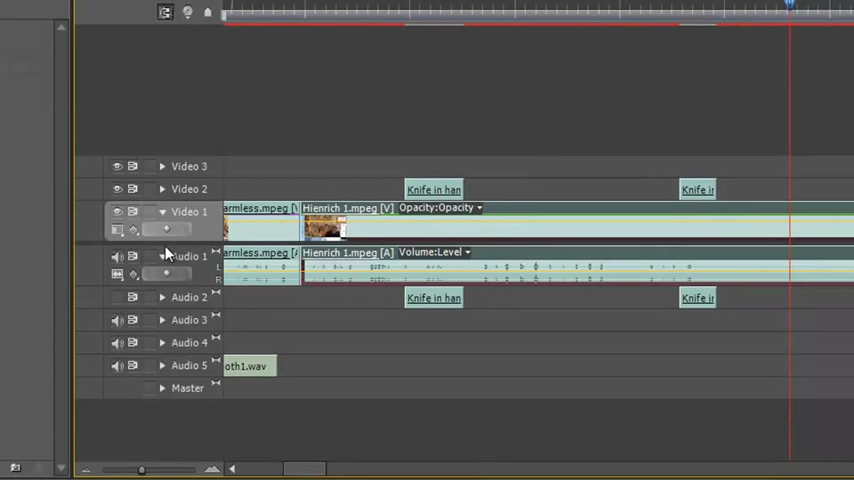 Video 3
Video 2
Knife in han
Knife ir
Video 1
armless.mpeg [V
Hienrich 1.mpeg [V] Opacity:Opacity
Audio 1
armless.mpeg [A
Hienrich 1.mpeg [A] Volume:Level
L
R
Audio 2
Knife in han
Knife ir
Audio 3
Audio 4
Audio 5
oth1.wav
Master